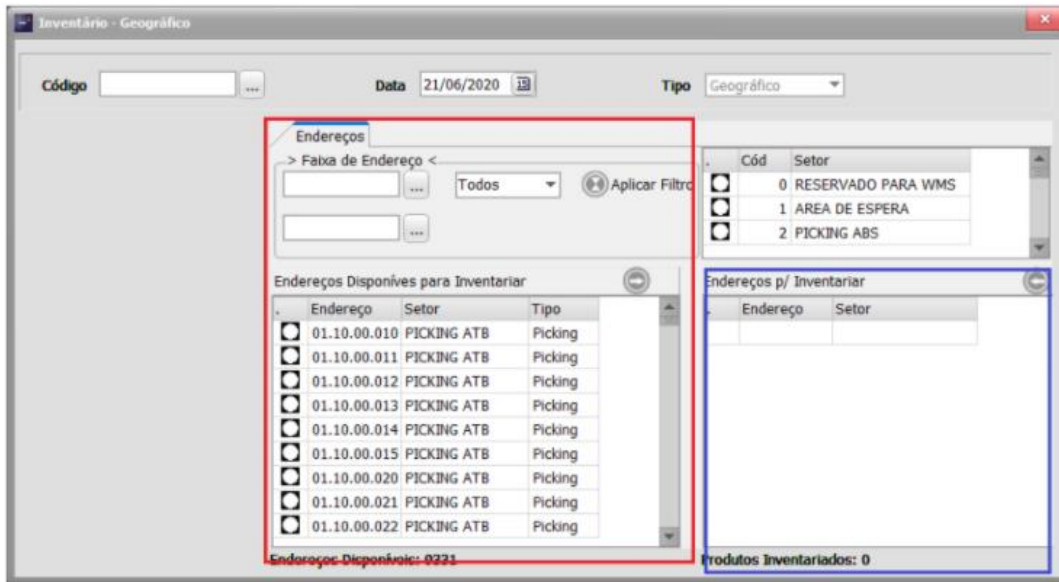 Inventário - Geográfico
Código ... Data 21/06/2020 15 Tipo Geográfico
Endereços
> Faixa de Endereço <
... Todos Aplicar Filtro
...
. Cód Setor
0 RESERVADO PARA WMS
1 AREA DE ESPERA
2 PICKING ABS
Endereços Disponíves para Inventariar
. Endereço Setor Tipo
01.10.00.010 PICKING ATB Picking
01.10.00.011 PICKING ATB Picking
01.10.00.012 PICKING ATB Picking
01.10.00.013 PICKING ATB Picking
01.10.00.014 PICKING ATB Picking
01.10.00.015 PICKING ATB Picking
01.10.00.020 PICKING ATB Picking
01.10.00.021 PICKING ATB Picking
01.10.00.022 PICKING ATB Picking
Endereços Disponíveis: 9331
Endereços p/ Inventariar
. Endereço Setor
Produtos Inventariados: 0